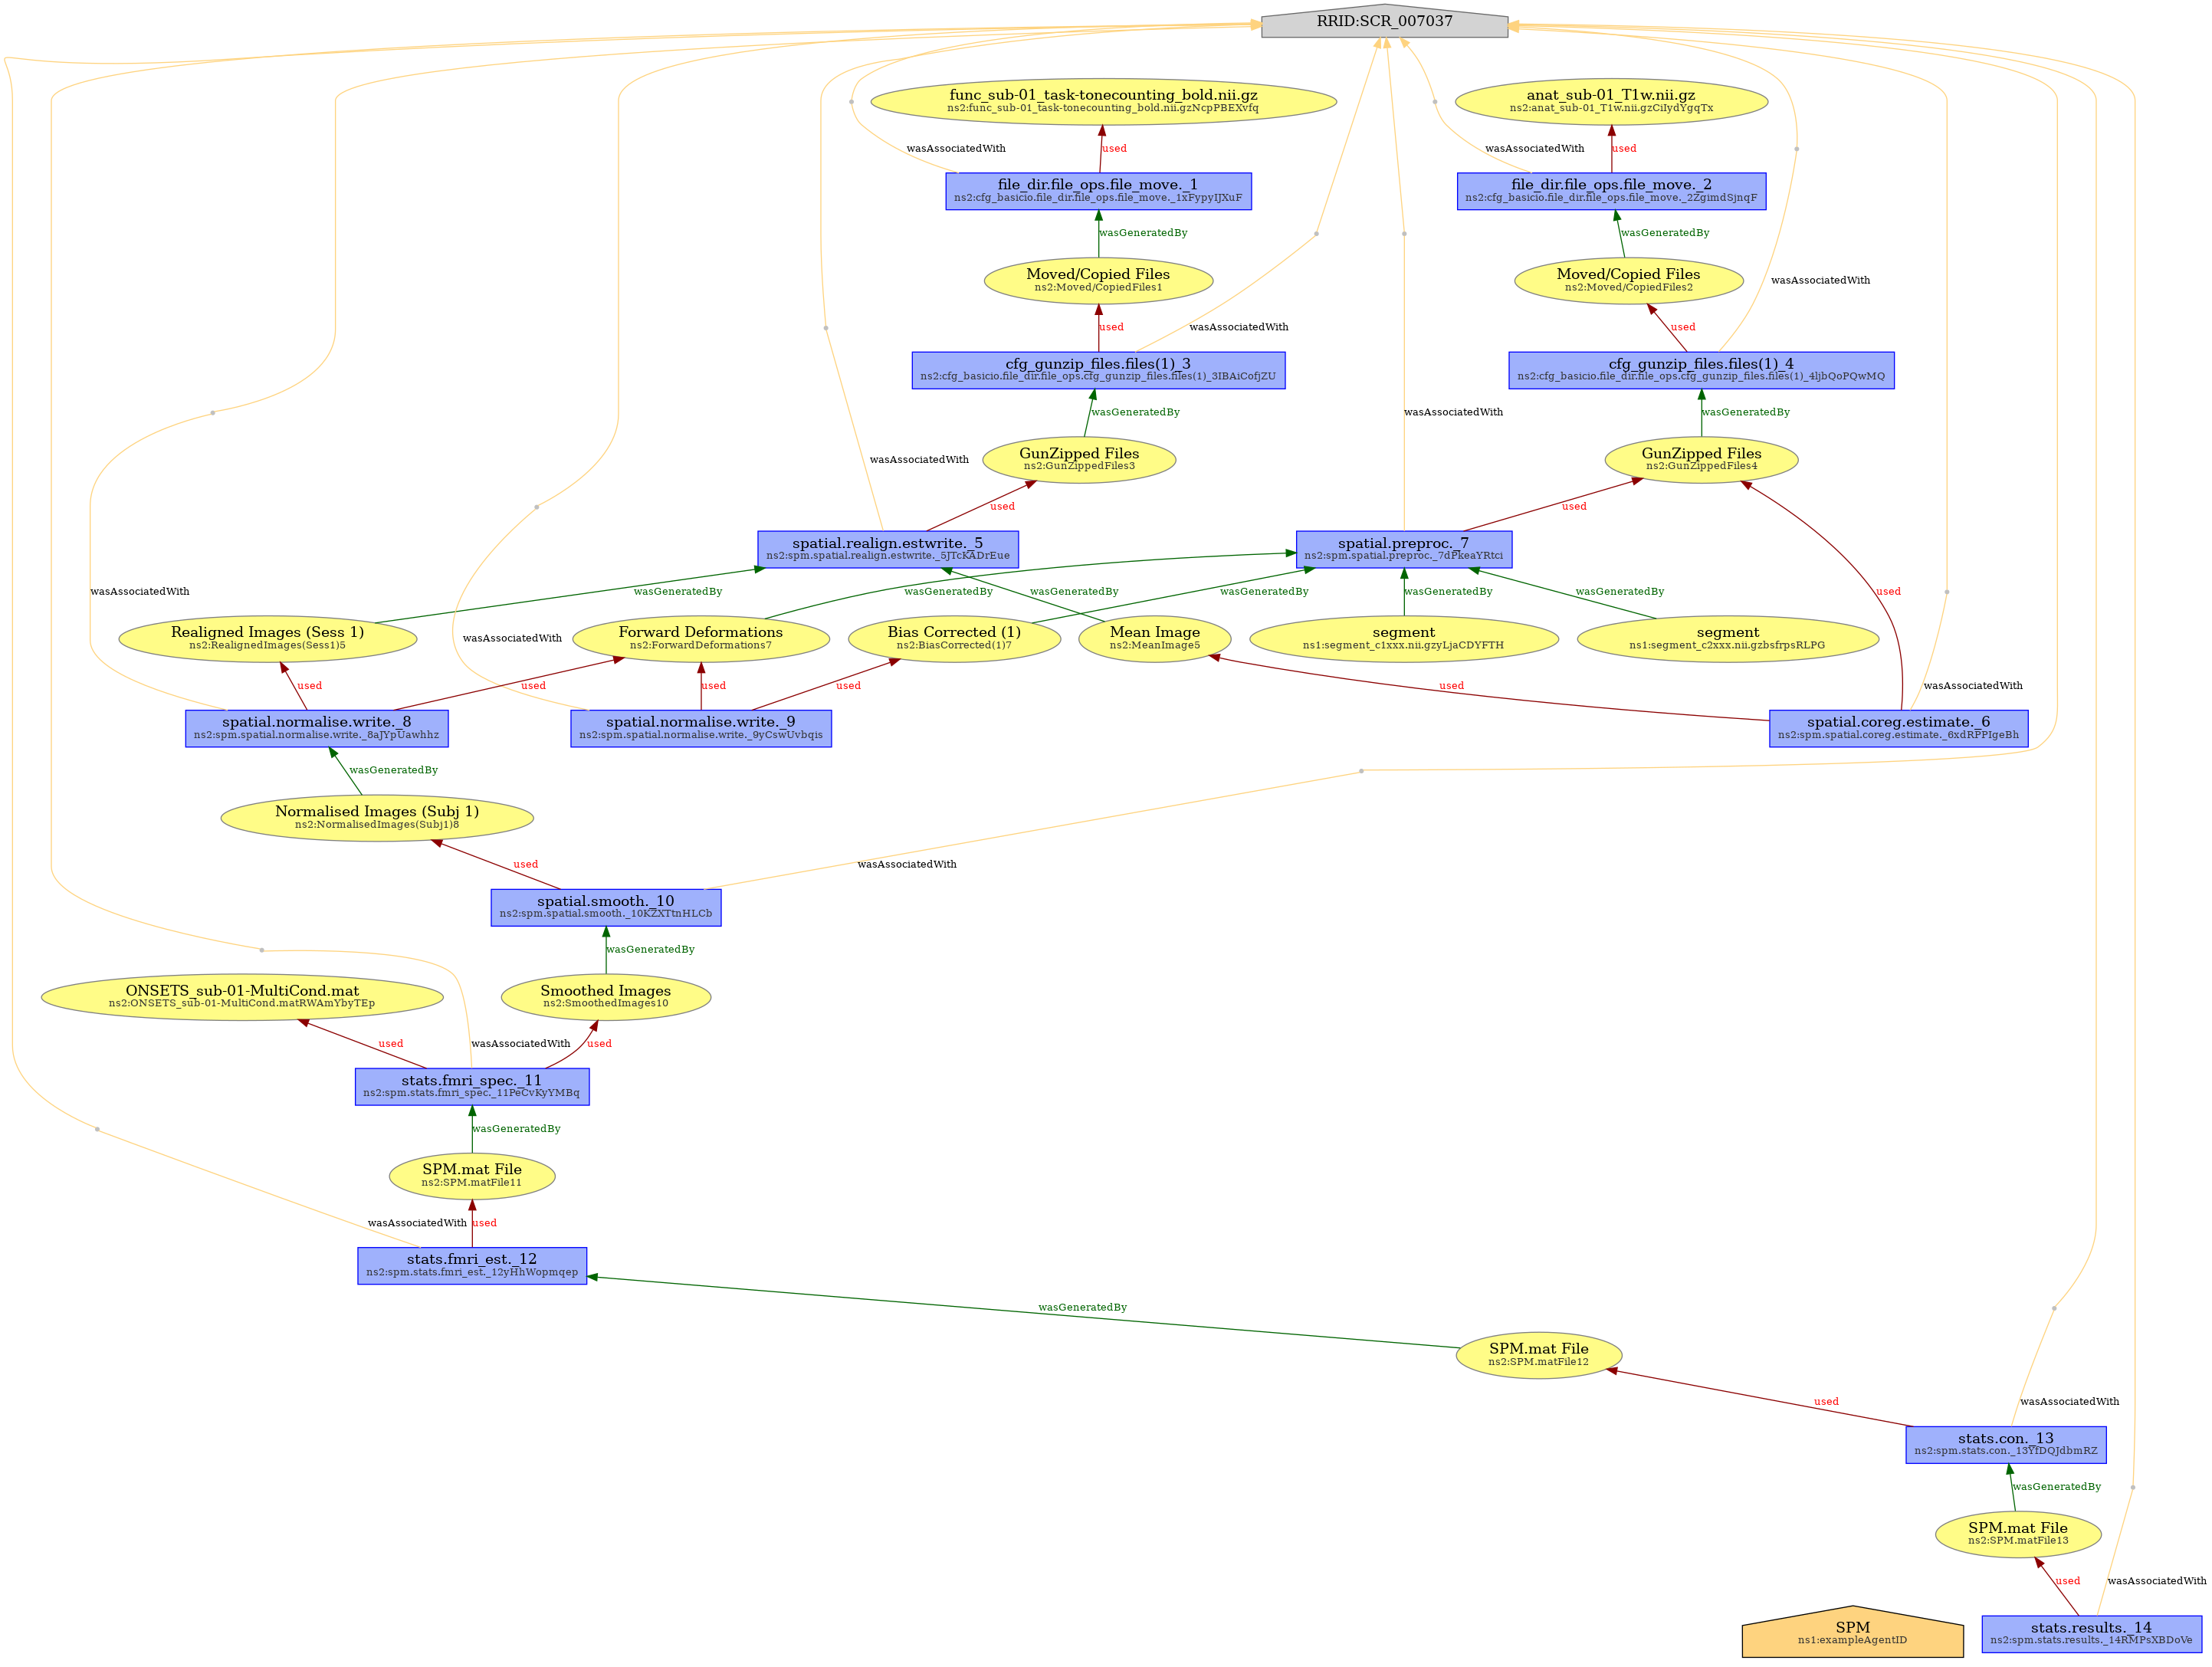 RRID:SCR_007037
func_sub-01_task-tonecounting_bold.nii.gz
ns2:func_sub-01_task-tonecounting_bold.nii.gzNcpPBEXvfq
anat_sub-01_T1w.nii.gz
ns2:anat_sub-01_T1w.nii.gzCiIydYgqTx
wasAssociatedWith
used
wasAssociatedWith
used
file_dir.file_ops.file_move._1
ns2:cfg_basicio.file_dir.file_ops.file_move._1xFypyIJXuF
file_dir.file_ops.file_move._2
ns2:cfg_basicio.file_dir.file_ops.file_move._2ZgimdSjnqF
wasGeneratedBy
wasGeneratedBy
Moved/Copied Files
ns2:Moved/CopiedFiles1
Moved/Copied Files
ns2:Moved/CopiedFiles2
wasAssociatedWith
used
wasAssociatedWith
used
cfg_gunzip_files.files(1)_3
ns2:cfg_basicio.file_dir.file_ops.cfg_gunzip_files.files(1)_3IBAiCofjZU
cfg_gunzip_files.files(1)_4
ns2:cfg_basicio.file_dir.file_ops.cfg_gunzip_files.files(1)_4ljbQoPQwMQ
wasGeneratedBy
wasAssociatedWith
wasGeneratedBy
wasAssociatedWith
GunZipped Files
ns2:GunZippedFiles3
GunZipped Files
ns2:GunZippedFiles4
used
used
spatial.realign.estwrite._5
ns2:spm.spatial.realign.estwrite._5JTcKADrEue
spatial.preproc._7
ns2:spm.spatial.preproc._7dPkeaYRtci
wasAssociatedWith
wasGeneratedBy
wasGeneratedBy
wasGeneratedBy
wasGeneratedBy
wasGeneratedBy
wasGeneratedBy
used
Realigned Images (Sess 1)
ns2:RealignedImages(Sess1)5
wasAssociatedWith
Forward Deformations
ns2:ForwardDeformations7
Bias Corrected (1)
ns2:BiasCorrected(1)7
Mean Image
ns2:MeanImage5
segment
ns1:segment_c1xxx.nii.gzyLjaCDYFTH
segment
ns1:segment_c2xxx.nii.gzbsfrpsRLPG
used
used
used
used
used
wasAssociatedWith
spatial.normalise.write._8
ns2:spm.spatial.normalise.write._8aJYpUawhhz
spatial.normalise.write._9
ns2:spm.spatial.normalise.write._9yCswUvbqis
spatial.coreg.estimate._6
ns2:spm.spatial.coreg.estimate._6xdRPPIgeBh
wasGeneratedBy
Normalised Images (Subj 1)
ns2:NormalisedImages(Subj1)8
used
wasAssociatedWith
spatial.smooth._10
ns2:spm.spatial.smooth._10KZXTtnHLCb
wasGeneratedBy
ONSETS_sub-01-MultiCond.mat
ns2:ONSETS_sub-01-MultiCond.matRWAmYbyTEp
Smoothed Images
ns2:SmoothedImages10
used
wasAssociatedWith
used
stats.fmri_spec._11
ns2:spm.stats.fmri_spec._11PeCvKyYMBq
wasGeneratedBy
SPM.mat File
ns2:SPM.matFile11
wasAssociatedWith
used
stats.fmri_est._12
ns2:spm.stats.fmri_est._12yHhWopmqep
wasGeneratedBy
SPM.mat File
ns2:SPM.matFile12
used
wasAssociatedWith
stats.con._13
ns2:spm.stats.con._13YfDQJdbmRZ
wasGeneratedBy
SPM.mat File
ns2:SPM.matFile13
used
wasAssociatedWith
SPM
ns1:exampleAgentID
stats.results._14
ns2:spm.stats.results._14RMPsXBDoVe